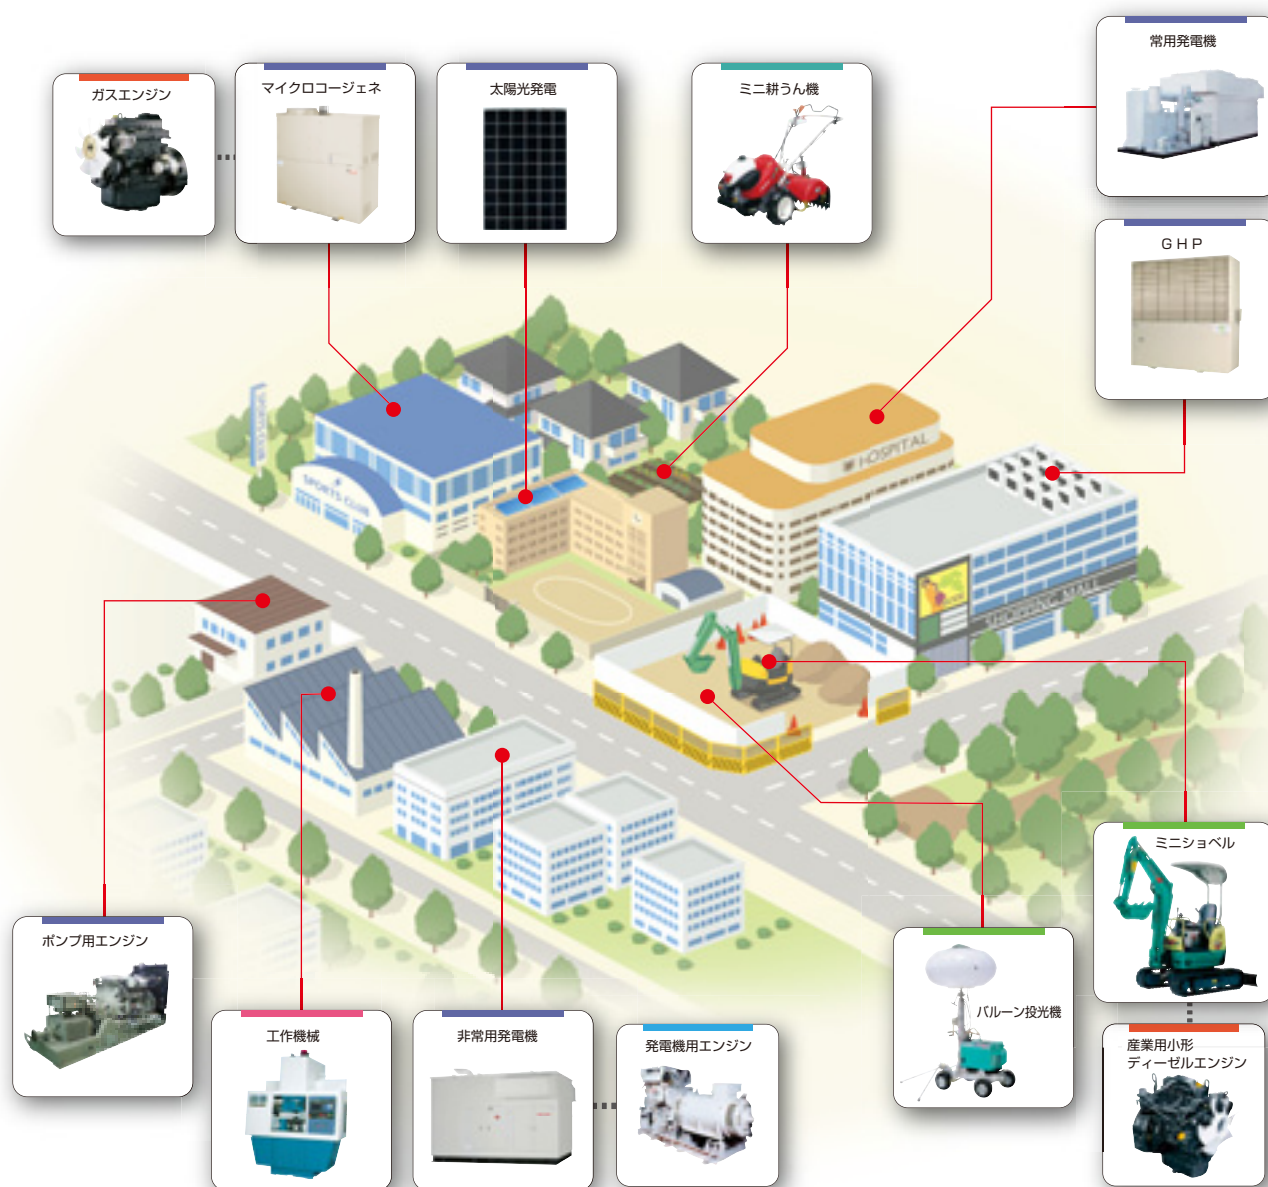 常用発電機
ガスエンジン
マイクロコージェネ
太陽光発電
ミニ耕うん機
GHP
HOSPITAL
SPORTS CLUB
SHOPPING MALL
ミニショベル
ポンプ用エンジン
バルーン投光機
工作機械
非常用発電機
発電機用エンジン
産業用小形
ディーゼルエンジン